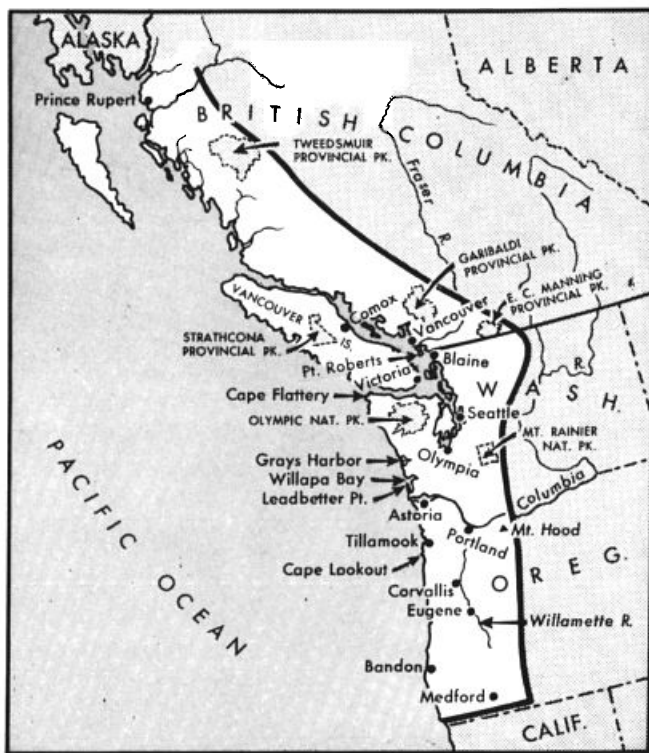 ALASKA
ALBERTA
Prince Rupert
BRITISH
COLUMBIA
TWEEDSMUIR
PROVINCIAL PK.
Fraser R.
GARIBALDI
PROVINCIAL PK.
E. C. MANNING
PROVINCIAL PK.
VANCOUVER
IS.
Comox
Vancouver
STRATHCONA
PROVINCIAL PK.
Pt. Roberts
Blaine
R.
Victoria
WASH.
Cape Flattery
Seattle
OLYMPIC NAT. PK.
MT. RAINIER
NAT. PK.
Grays Harbor
Olympia
Willapa Bay
Leadbetter Pt.
Columbia
Astoria
PACIFIC OCEAN
Portland
Mt. Hood
Tillamook
OREG.
Cape Lookout
Corvallis
Eugene
Willamette R.
Bandon
Medford
CALIF.